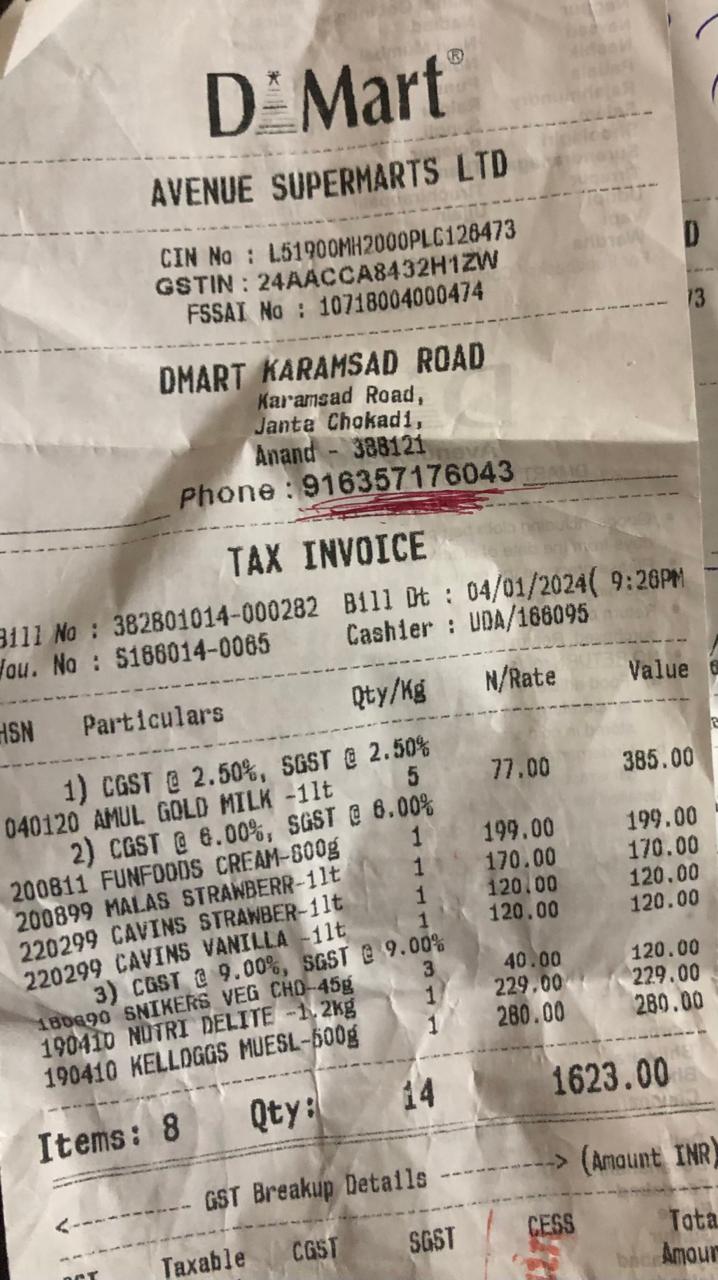 D Mart®
AVENUE SUPERMARTS LTD
CIN No : L51900MH2000PLC126473
GSTIN : 24AACCA8432H1ZW
FSSAI No : 10718004000474
DMART KARAMSAD ROAD
Karamsad Road,
Janta Chokadi,
Anand - 388121
Phone : 916357176043
TAX INVOICE
Bill No : 382801014-000282 Bill Dt : 04/01/2024( 9:26PM
Vou. No : S166014-0065 Cashier : UDA/166095
HSN Particulars Qty/Kg N/Rate Value
1) CGST @ 2.50%, SGST @ 2.50%
040120 AMUL GOLD MILK -1lt 5 77.00 385.00
2) CGST @ 6.00%, SGST @ 6.00%
200811 FUNFOODS CREAM-800g 1 199.00 199.00
200899 MALAS STRAWBERR-1lt 1 170.00 170.00
220299 CAVINS STRAWBER-1lt 1 120.00 120.00
220299 CAVINS VANILLA -1lt 1 120.00 120.00
3) CGST @ 9.00%, SGST @ 9.00%
180690 SNIKERS VEG CHO-45g 3 40.00 120.00
190410 NUTRI DELITE -1.2kg 1 229.00 229.00
190410 KELLOGGS MUESL-500g 1 280.00 280.00
Items: 8 Qty: 14 1623.00
<-------- GST Breakup Details --------> (Amount INR)
Taxable CGST SGST CESS Tota
Amoun